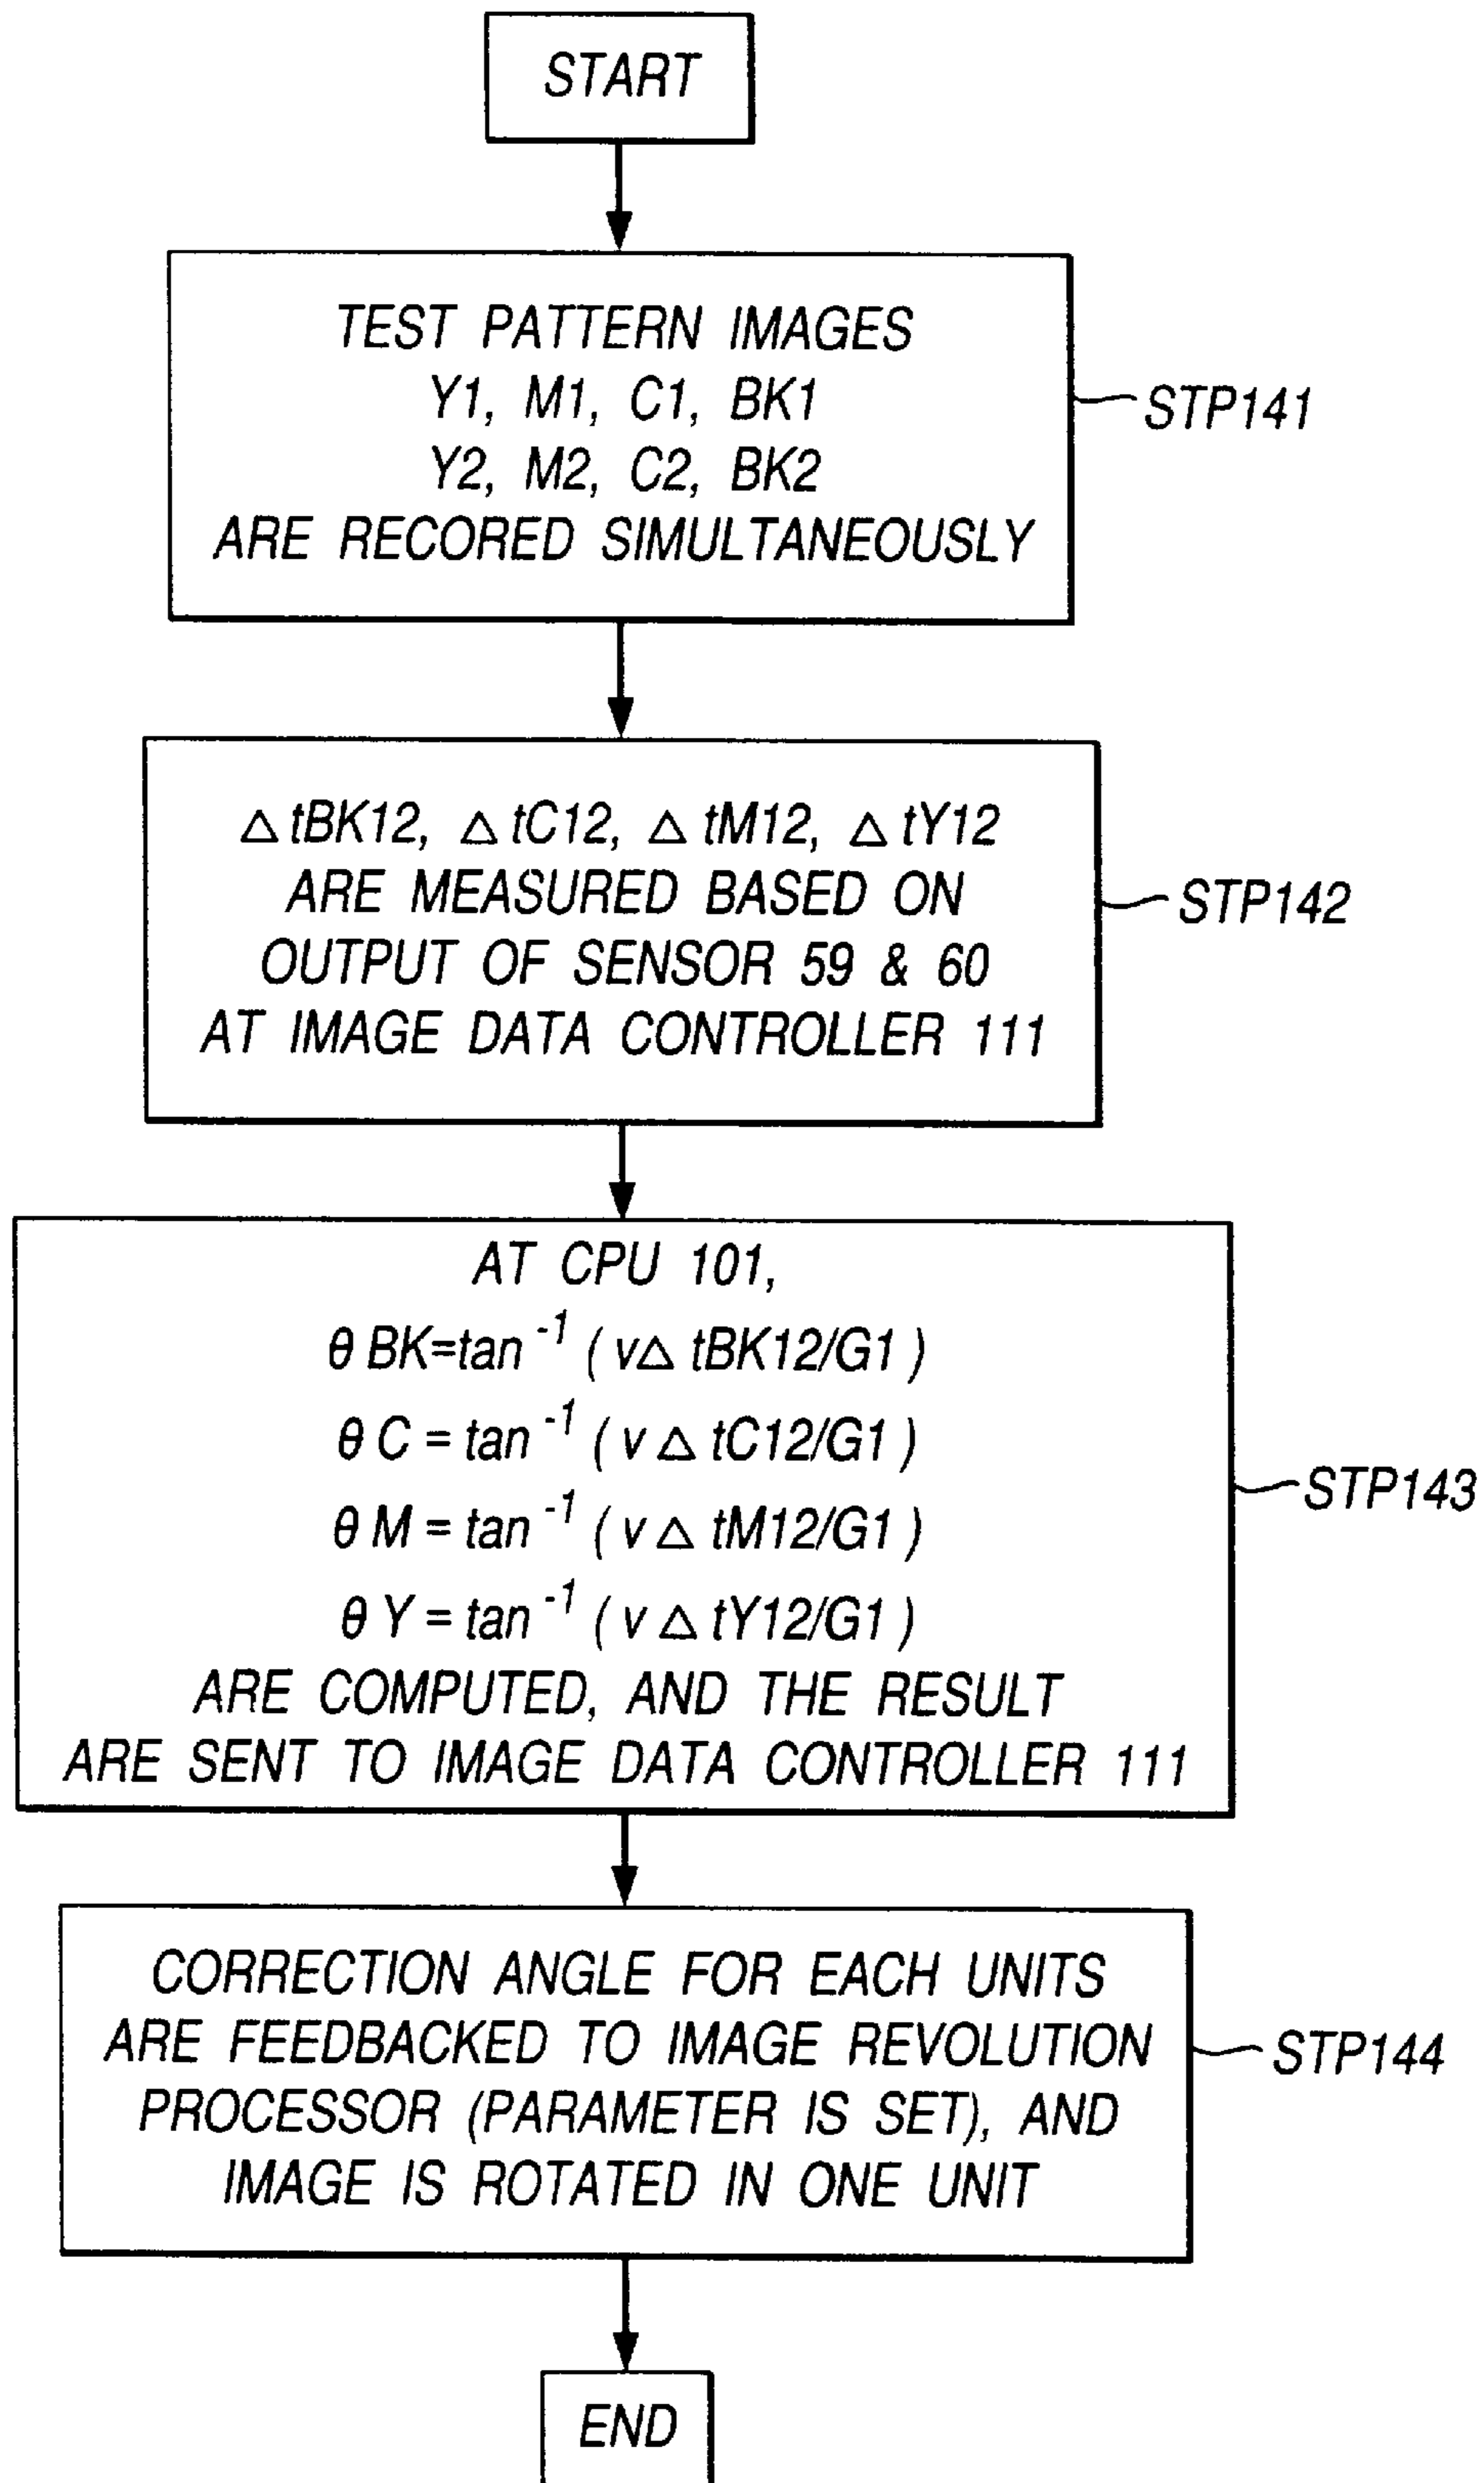 START
TEST PATTERN IMAGES
Y1, M1, C1, BK1
Y2, M2, C2, BK2
ARE RECORED SIMULTANEOUSLY
STP141
△ tBK12, △ tC12, △ tM12, △ tY12
ARE MEASURED BASED ON
OUTPUT OF SENSOR 59 & 60
AT IMAGE DATA CONTROLLER 111
STP142
AT CPU 101,
θ BK=tan ⁻¹ ( v△ tBK12/G1 )
θ C = tan ⁻¹ ( v △ tC12/G1 )
θ M = tan ⁻¹ ( v △ tM12/G1 )
θ Y = tan ⁻¹ ( v △ tY12/G1 )
ARE COMPUTED, AND THE RESULT
ARE SENT TO IMAGE DATA CONTROLLER 111
STP143
CORRECTION ANGLE FOR EACH UNITS
ARE FEEDBACKED TO IMAGE REVOLUTION
PROCESSOR (PARAMETER IS SET), AND
IMAGE IS ROTATED IN ONE UNIT
STP144
END